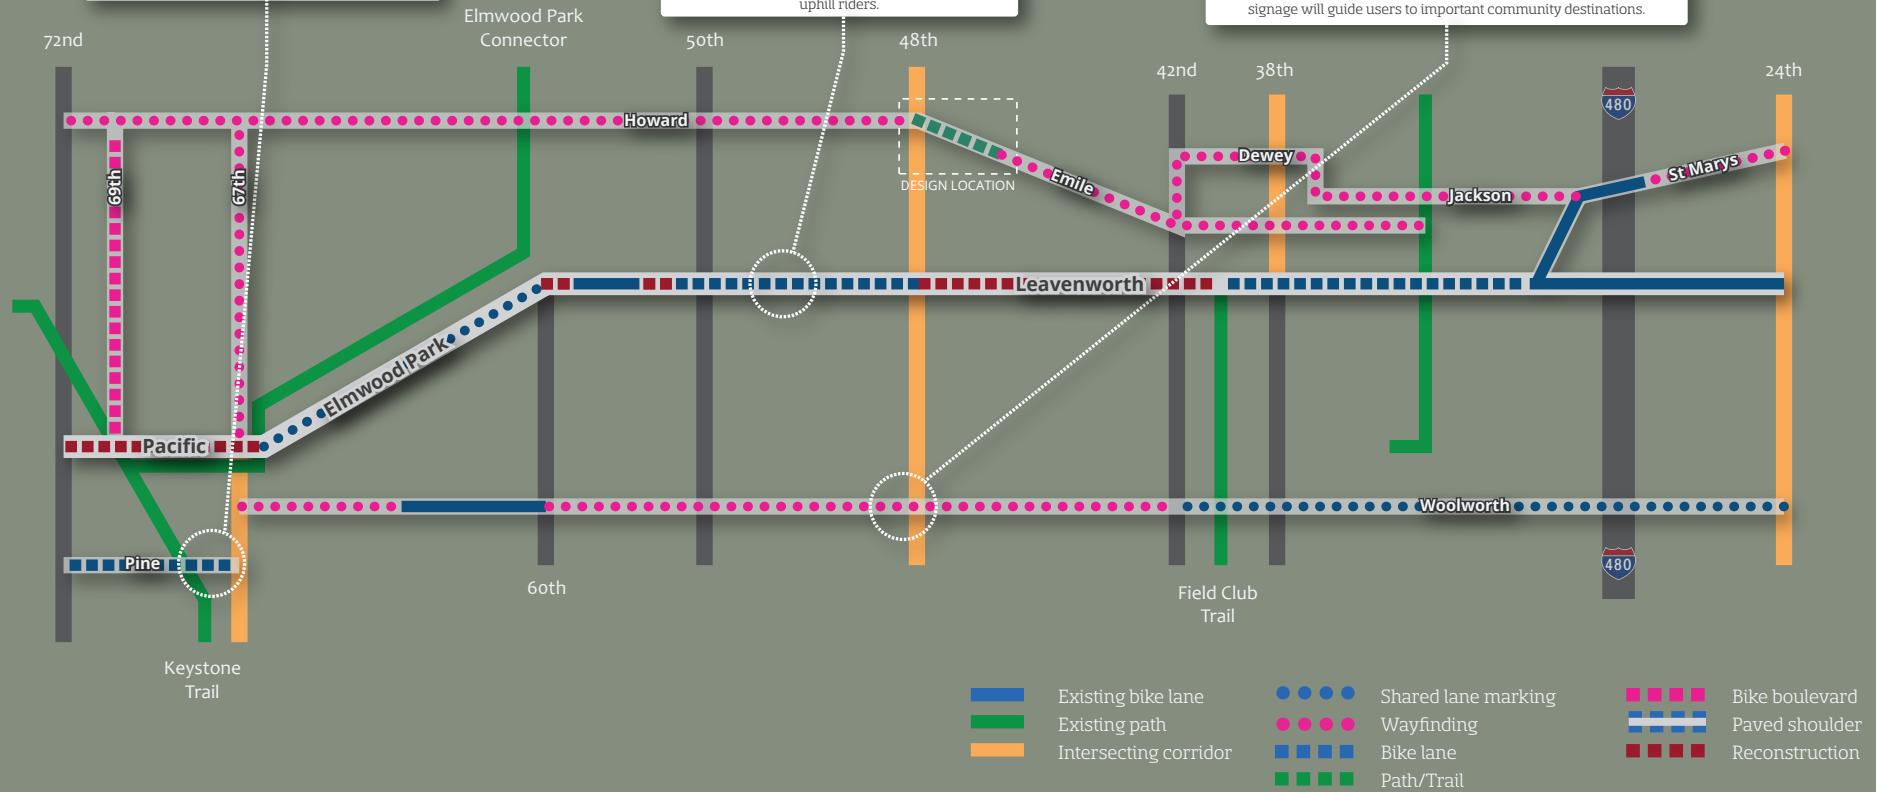 uphill riders.
signage will guide users to important community destinations.
Elmwood Park
Connector
72nd
50th
48th
42nd
38th
24th
480
Howard
69th
67th
DESIGN LOCATION
Emile
Dewey
Jackson
St Marys
Leavenworth
Elmwood Park
Pacific
Woolworth
Pine
480
60th
Field Club
Trail
Keystone
Trail
Existing bike lane
Existing path
Intersecting corridor
Shared lane marking
Wayfinding
Bike lane
Path/Trail
Bike boulevard
Paved shoulder
Reconstruction